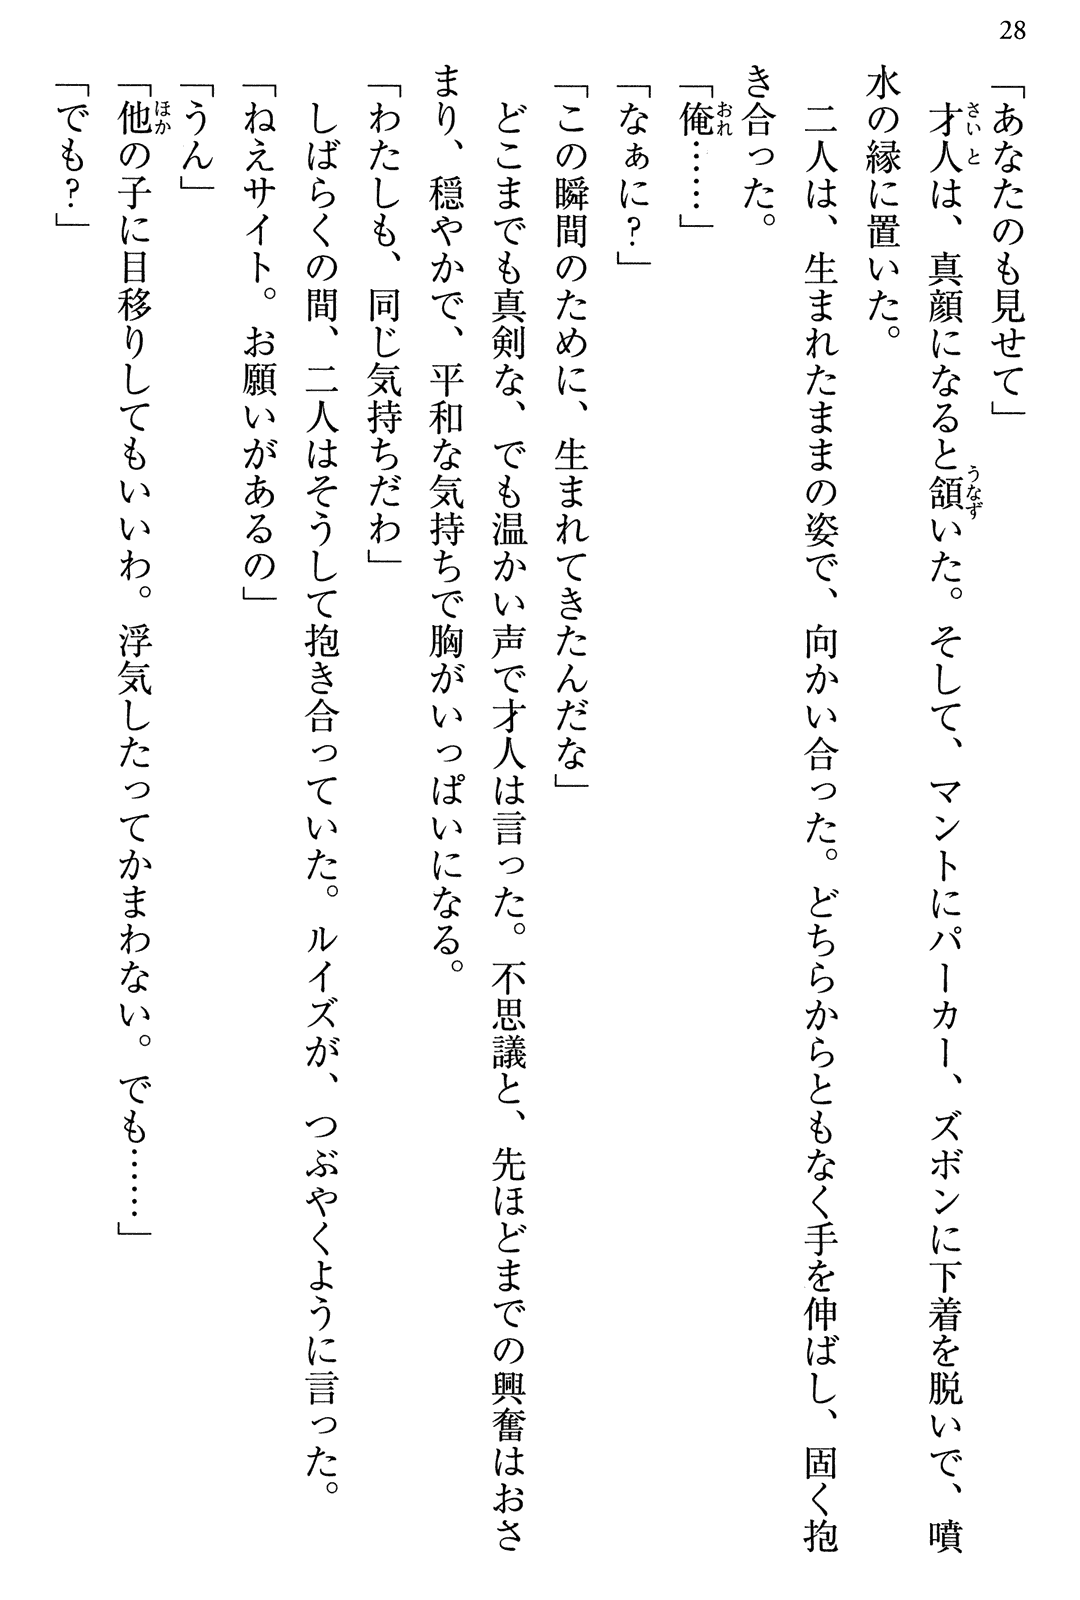 28
「あなたのも見せて」
才人は、真顔になると頷いた。そして、マントにパーカー、ズボンに下着を脱いで、噴
水の縁に置いた。
二人は、生まれたままの姿で、向かい合った。どちらからともなく手を伸ばし、固く抱
き合った。
「俺……」
「なぁに？」
「この瞬間のために、生まれてきたんだな」
どこまでも真剣な、でも温かい声で才人は言った。不思議と、先ほどまでの興奮はおさ
まり、穏やかで、平和な気持ちで胸がいっぱいになる。
「わたしも、同じ気持ちだわ」
しばらくの間、二人はそうして抱き合っていた。ルイズが、つぶやくように言った。
「ねえサイト。お願いがあるの」
「うん」
「他の子に目移りしてもいいわ。浮気したってかまわない。でも……」
「でも？」